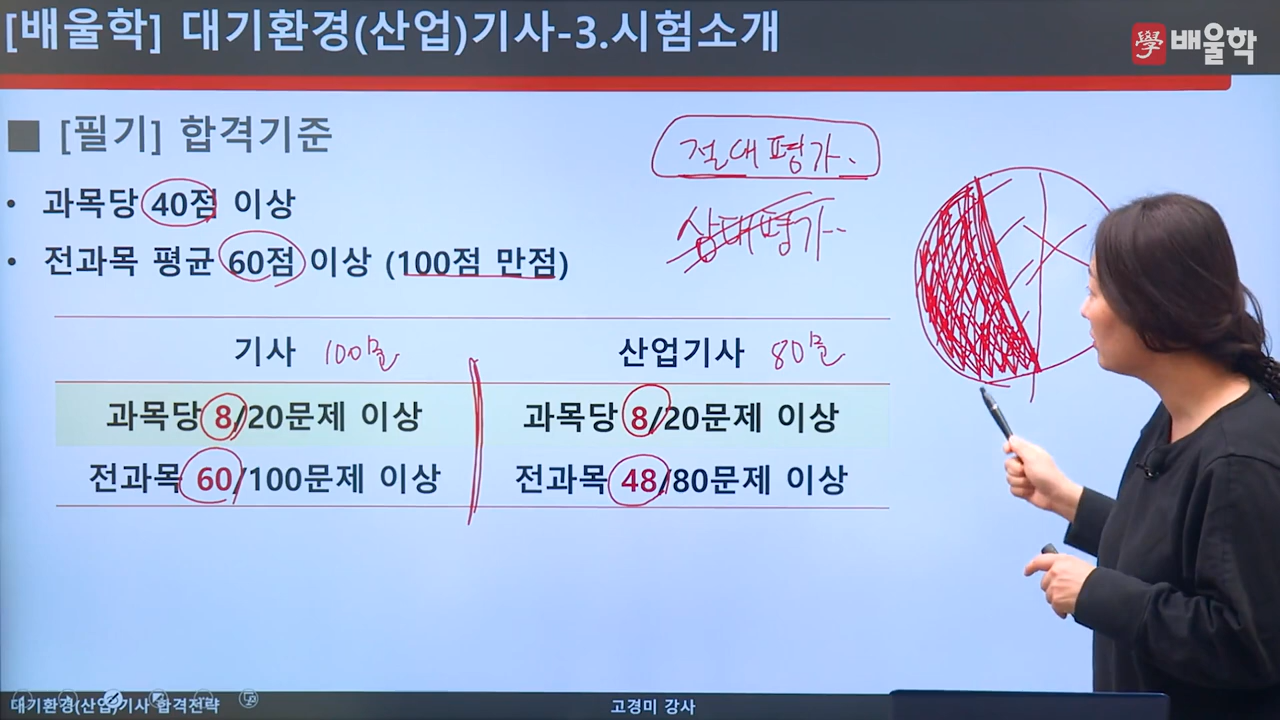 [배울학] 대기환경(산업)기사-3.시험소개
學 배울학
■ [필기] 합격기준
절대평가.
• 과목당 40점 이상
상대평가.
• 전과목 평균 60점 이상 (100점 만점)
기사 100문 산업기사 80문
과목당 8/20문제 이상 과목당 8/20문제 이상
전과목 60/100문제 이상 전과목 48/80문제 이상
대기환경(산업)기사 합격전략 고경미 강사